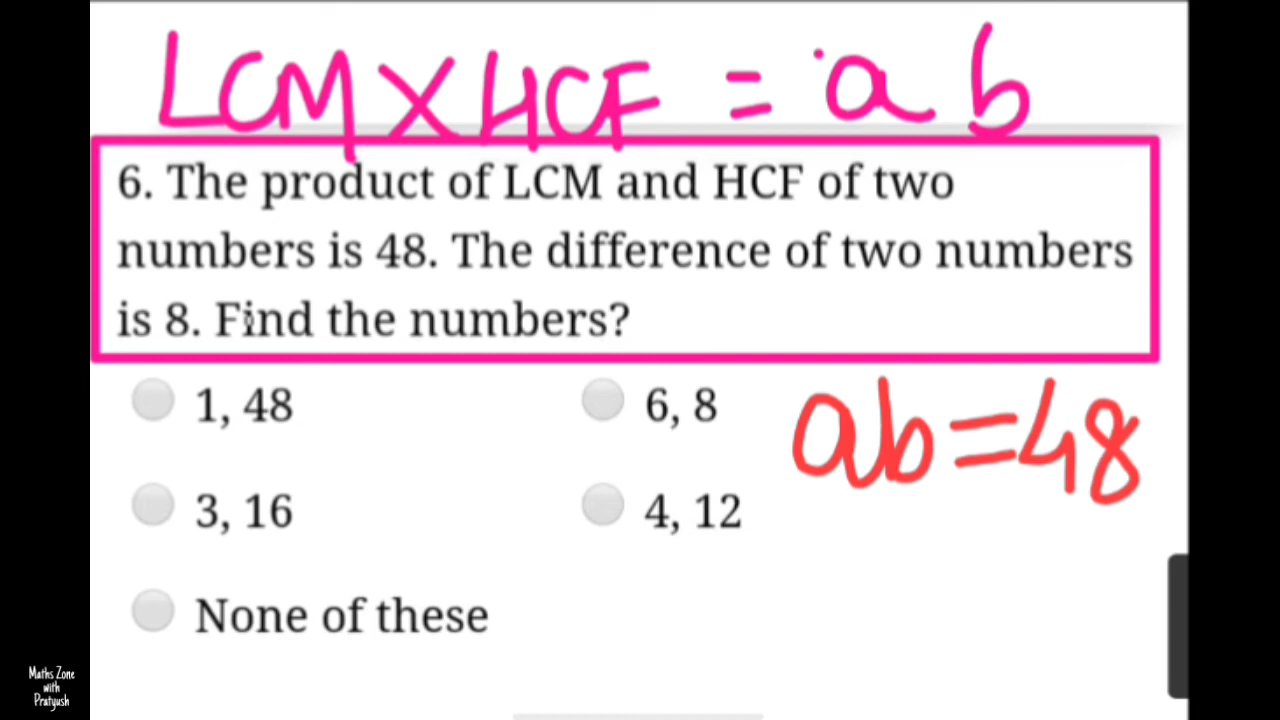 LCM X HCF = a b
6. The product of LCM and HCF of two
numbers is 48. The difference of two numbers
is 8. Find the numbers?
1, 48
6, 8
ab=48
3, 16
4, 12
None of these
Maths Zone
with
Pratyush